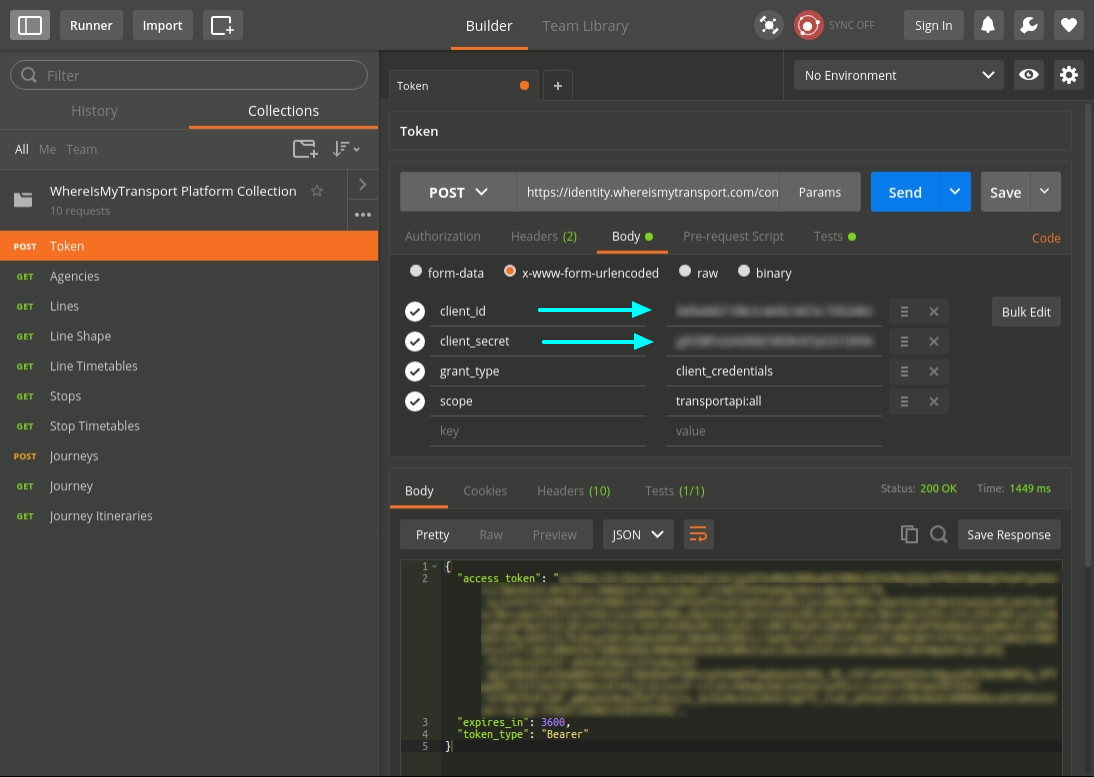 Runner Import Builder Team Library SYNC OFF Sign In
Filter
History Collections
All Me Team
WhereIsMyTransport Platform Collection
10 requests
POST Token
GET Agencies
GET Lines
GET Line Shape
GET Line Timetables
GET Stops
GET Stop Timetables
POST Journeys
GET Journey
GET Journey Itineraries
Token + No Environment
Token
POST https://identity.whereismytransport.com/con Params Send Save
Authorization Headers (2) Body Pre-request Script Tests Code
form-data x-www-form-urlencoded raw binary
client_id Bulk Edit
client_secret
grant_type client_credentials
scope transportapi:all
key value
Body Cookies Headers (10) Tests (1/1) Status: 200 OK Time: 1449 ms
Pretty Raw Preview JSON Save Response
1 {
2 "access_token": "
3 "expires_in": 3600,
4 "token_type": "Bearer"
5 }